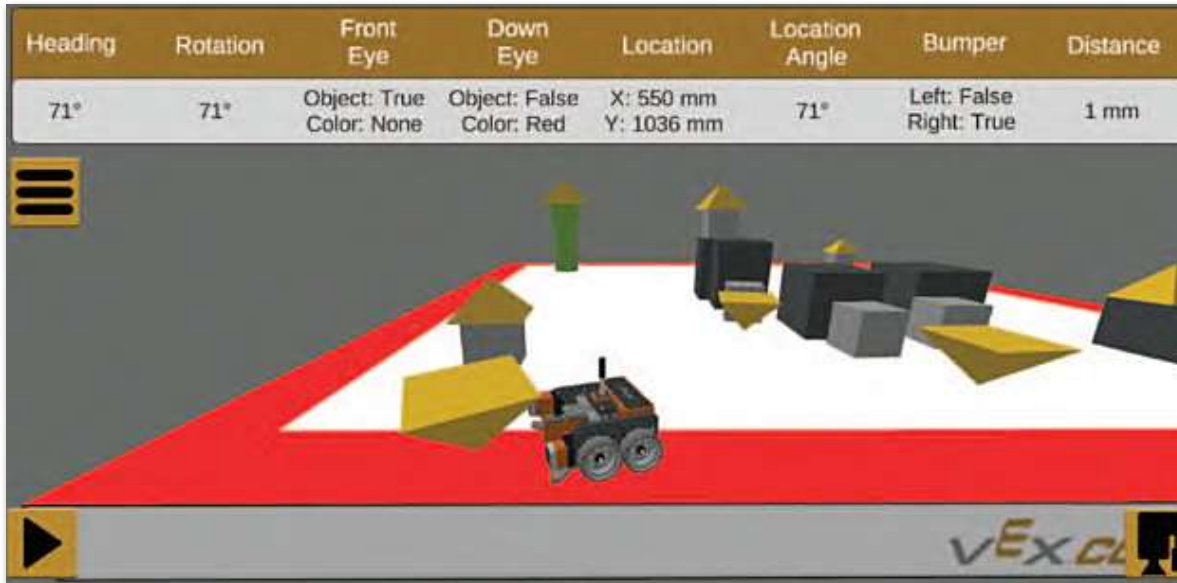 Heading Rotation Front Eye Down Eye Location Location Angle Bumper Distance
71° 71° Object: True Object: False X: 550 mm 71° Left: False 1 mm
Color: None Color: Red Y: 1036 mm Right: True
vEx